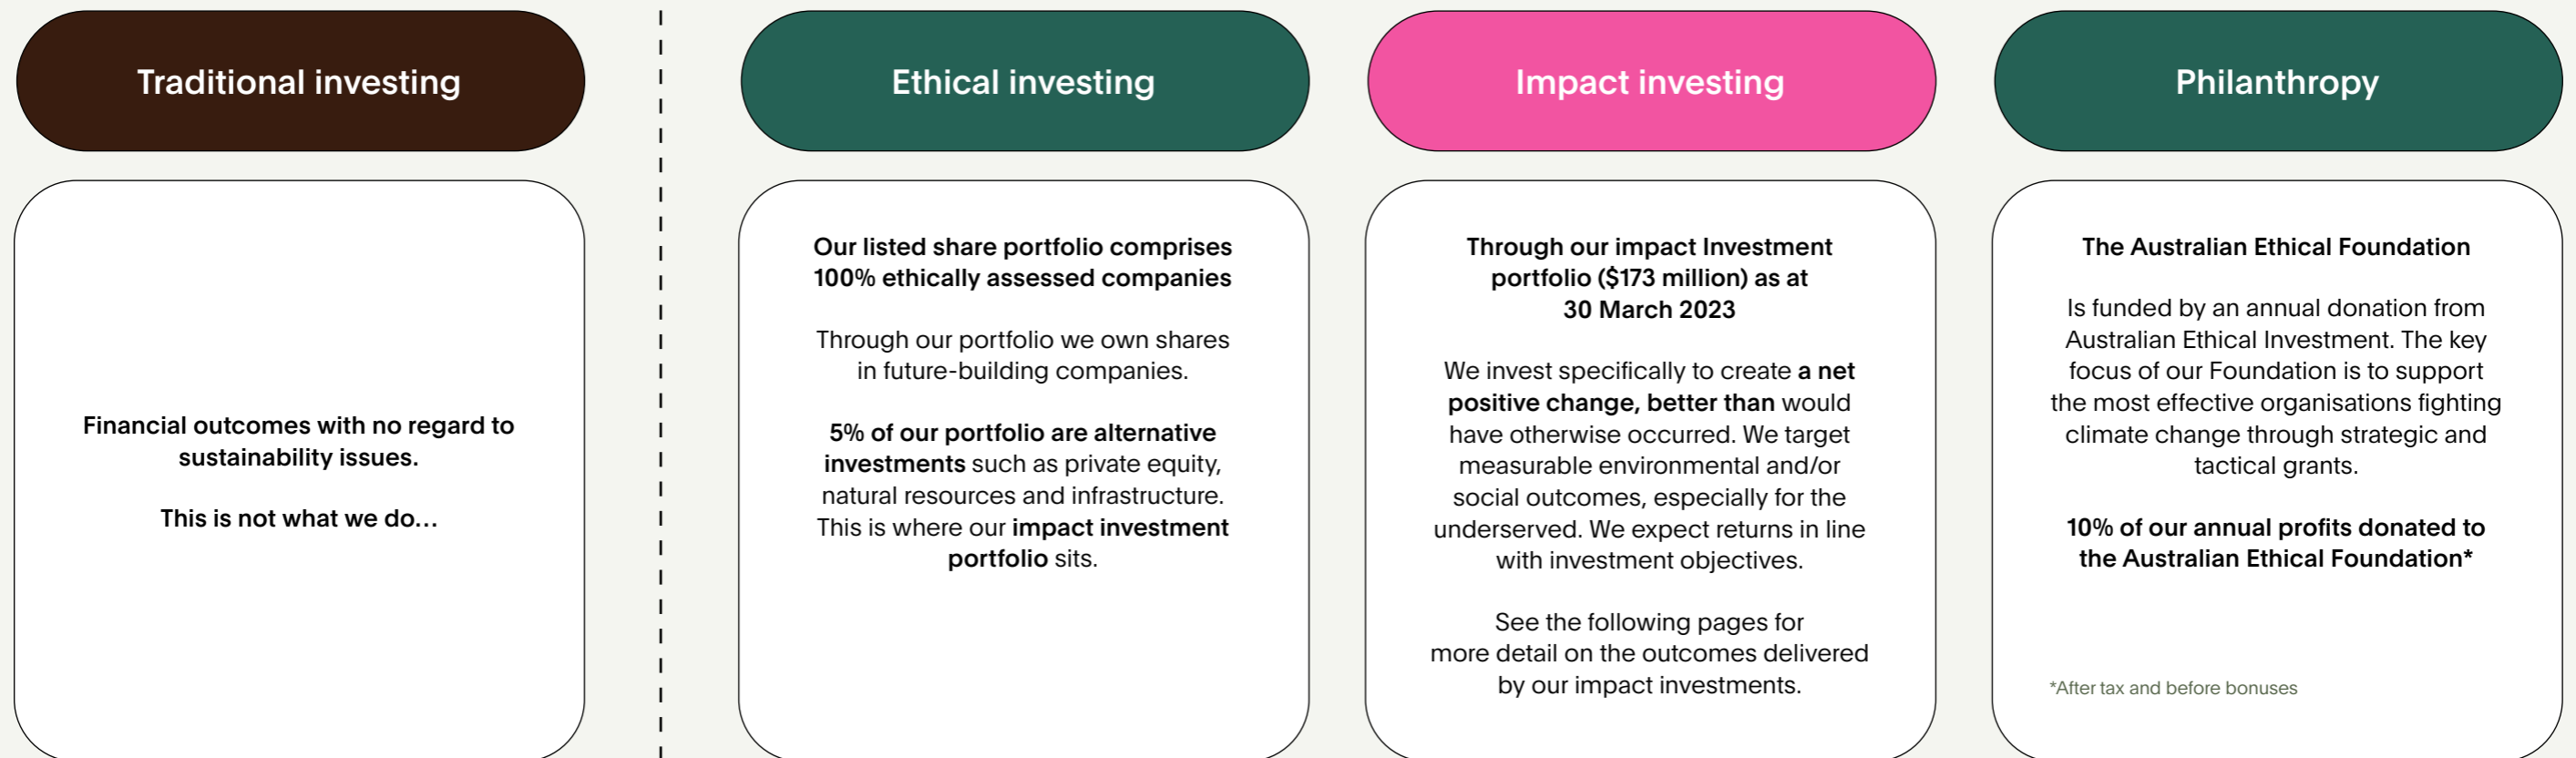 Traditional investing
Financial outcomes with no regard to
sustainability issues.
This is not what we do...
Ethical investing
Our listed share portfolio comprises
100% ethically assessed companies
Through our portfolio we own shares
in future-building companies.
5% of our portfolio are alternative
investments such as private equity,
natural resources and infrastructure.
This is where our impact investment
portfolio sits.
Impact investing
Through our impact Investment
portfolio ($173 million) as at
30 March 2023
We invest specifically to create a net
positive change, better than would
have otherwise occurred. We target
measurable environmental and/or
social outcomes, especially for the
underserved. We expect returns in line
with investment objectives.
See the following pages for
more detail on the outcomes delivered
by our impact investments.
Philanthropy
The Australian Ethical Foundation
Is funded by an annual donation from
Australian Ethical Investment. The key
focus of our Foundation is to support
the most effective organisations fighting
climate change through strategic and
tactical grants.
10% of our annual profits donated to
the Australian Ethical Foundation*
*After tax and before bonuses